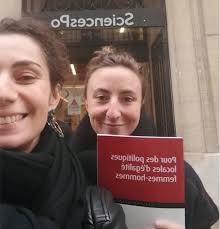 SciencesPo
Pour des politiques
locales d'égalité
femmes-hommes